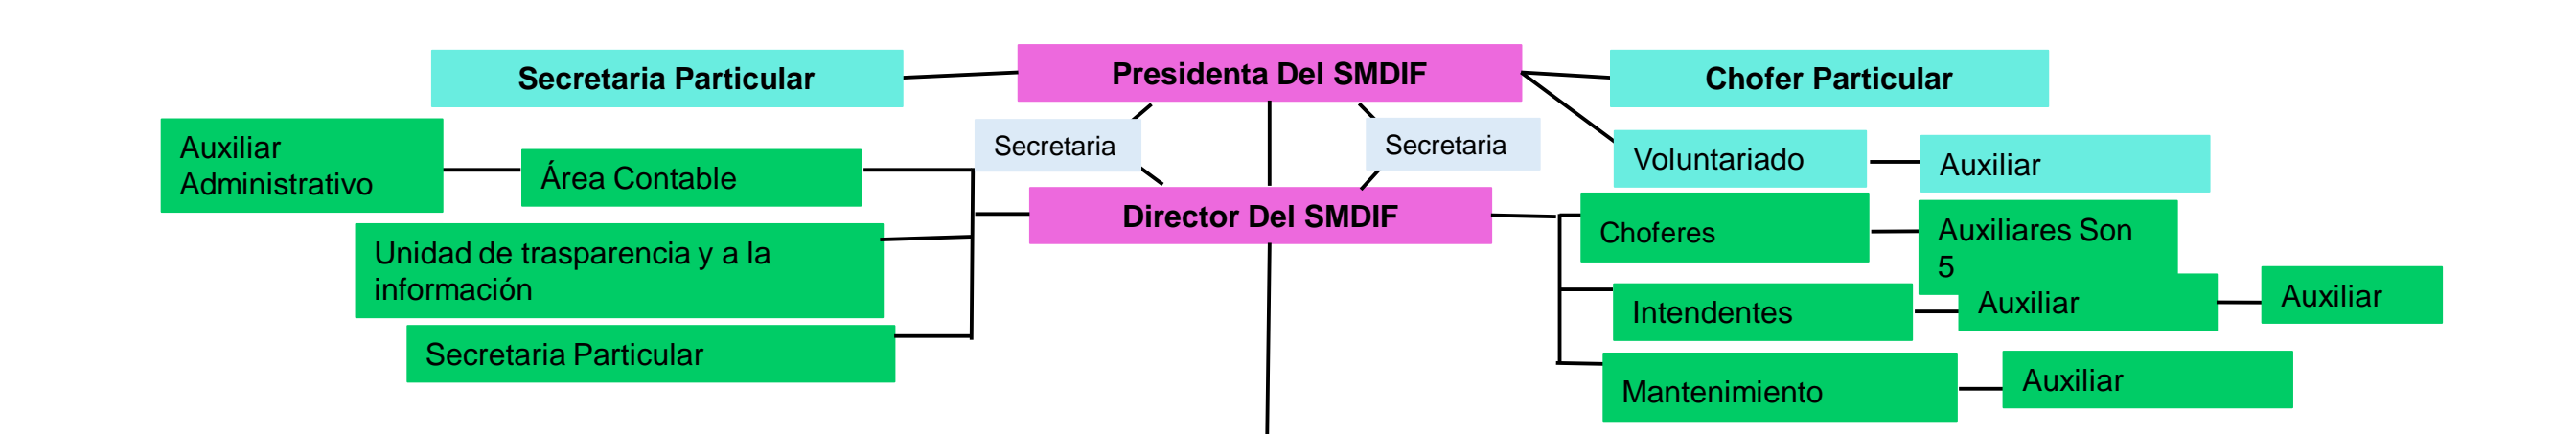 Secretaria Particular
Presidenta Del SMDIF
Chofer Particular
Secretaria
Secretaria
Auxiliar
Administrativo
Área Contable
Voluntariado
Auxiliar
Director Del SMDIF
Choferes
Auxiliares Son
5
Unidad de trasparencia y a la
información
Intendentes
Auxiliar
Auxiliar
Secretaria Particular
Mantenimiento
Auxiliar